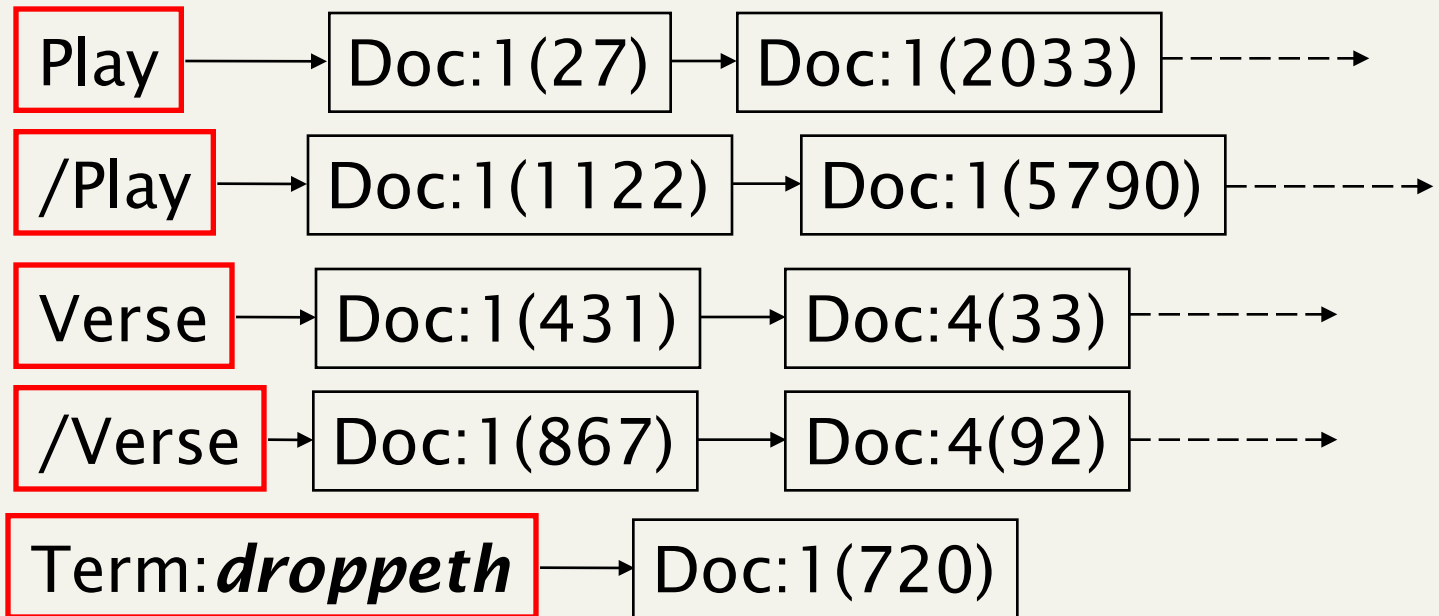 Play Doc:1(27) Doc:1(2033)
/Play Doc:1(1122) Doc:1(5790)
Verse Doc:1(431) Doc:4(33)
/Verse Doc:1(867) Doc:4(92)
Term:droppeth Doc:1(720)